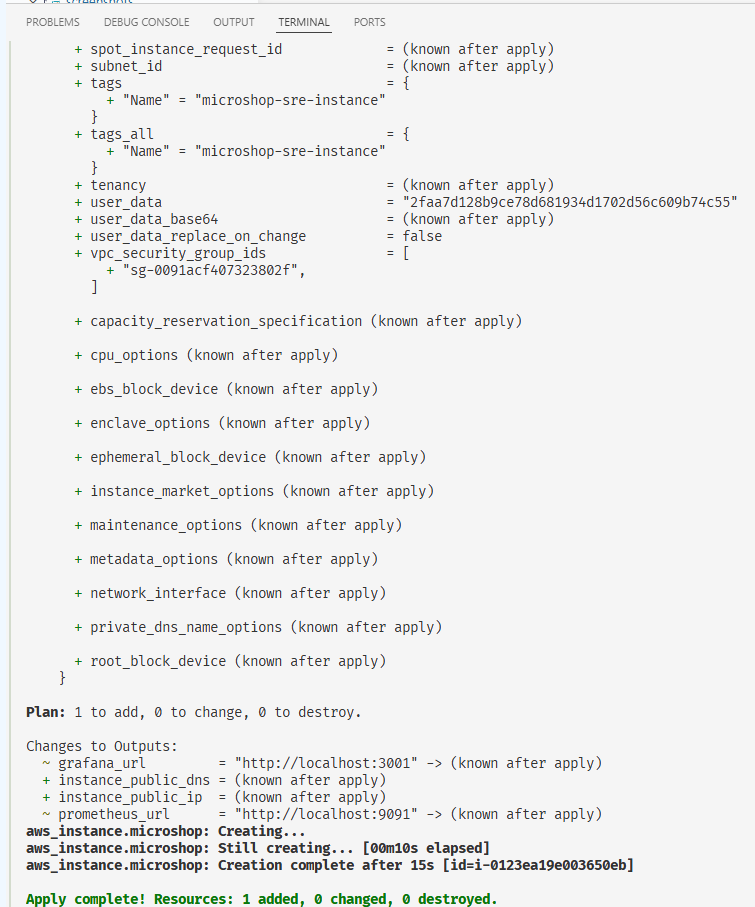 PROBLEMS DEBUG CONSOLE OUTPUT TERMINAL PORTS
+ spot_instance_request_id = (known after apply)
+ subnet_id = (known after apply)
+ tags = {
+ "Name" = "microshop-sre-instance"
}
+ tags_all = {
+ "Name" = "microshop-sre-instance"
}
+ tenancy = (known after apply)
+ user_data = "2faa7d128b9ce78d681934d1702d56c609b74c55"
+ user_data_base64 = (known after apply)
+ user_data_replace_on_change = false
+ vpc_security_group_ids = [
+ "sg-0091acf407323802f",
]
+ capacity_reservation_specification (known after apply)
+ cpu_options (known after apply)
+ ebs_block_device (known after apply)
+ enclave_options (known after apply)
+ ephemeral_block_device (known after apply)
+ instance_market_options (known after apply)
+ maintenance_options (known after apply)
+ metadata_options (known after apply)
+ network_interface (known after apply)
+ private_dns_name_options (known after apply)
+ root_block_device (known after apply)
}
Plan: 1 to add, 0 to change, 0 to destroy.
Changes to Outputs:
~ grafana_url = "http://localhost:3001" -> (known after apply)
+ instance_public_dns = (known after apply)
+ instance_public_ip = (known after apply)
~ prometheus_url = "http://localhost:9091" -> (known after apply)
aws_instance.microshop: Creating...
aws_instance.microshop: Still creating... [00m10s elapsed]
aws_instance.microshop: Creation complete after 15s [id=i-0123ea19e003650eb]
Apply complete! Resources: 1 added, 0 changed, 0 destroyed.